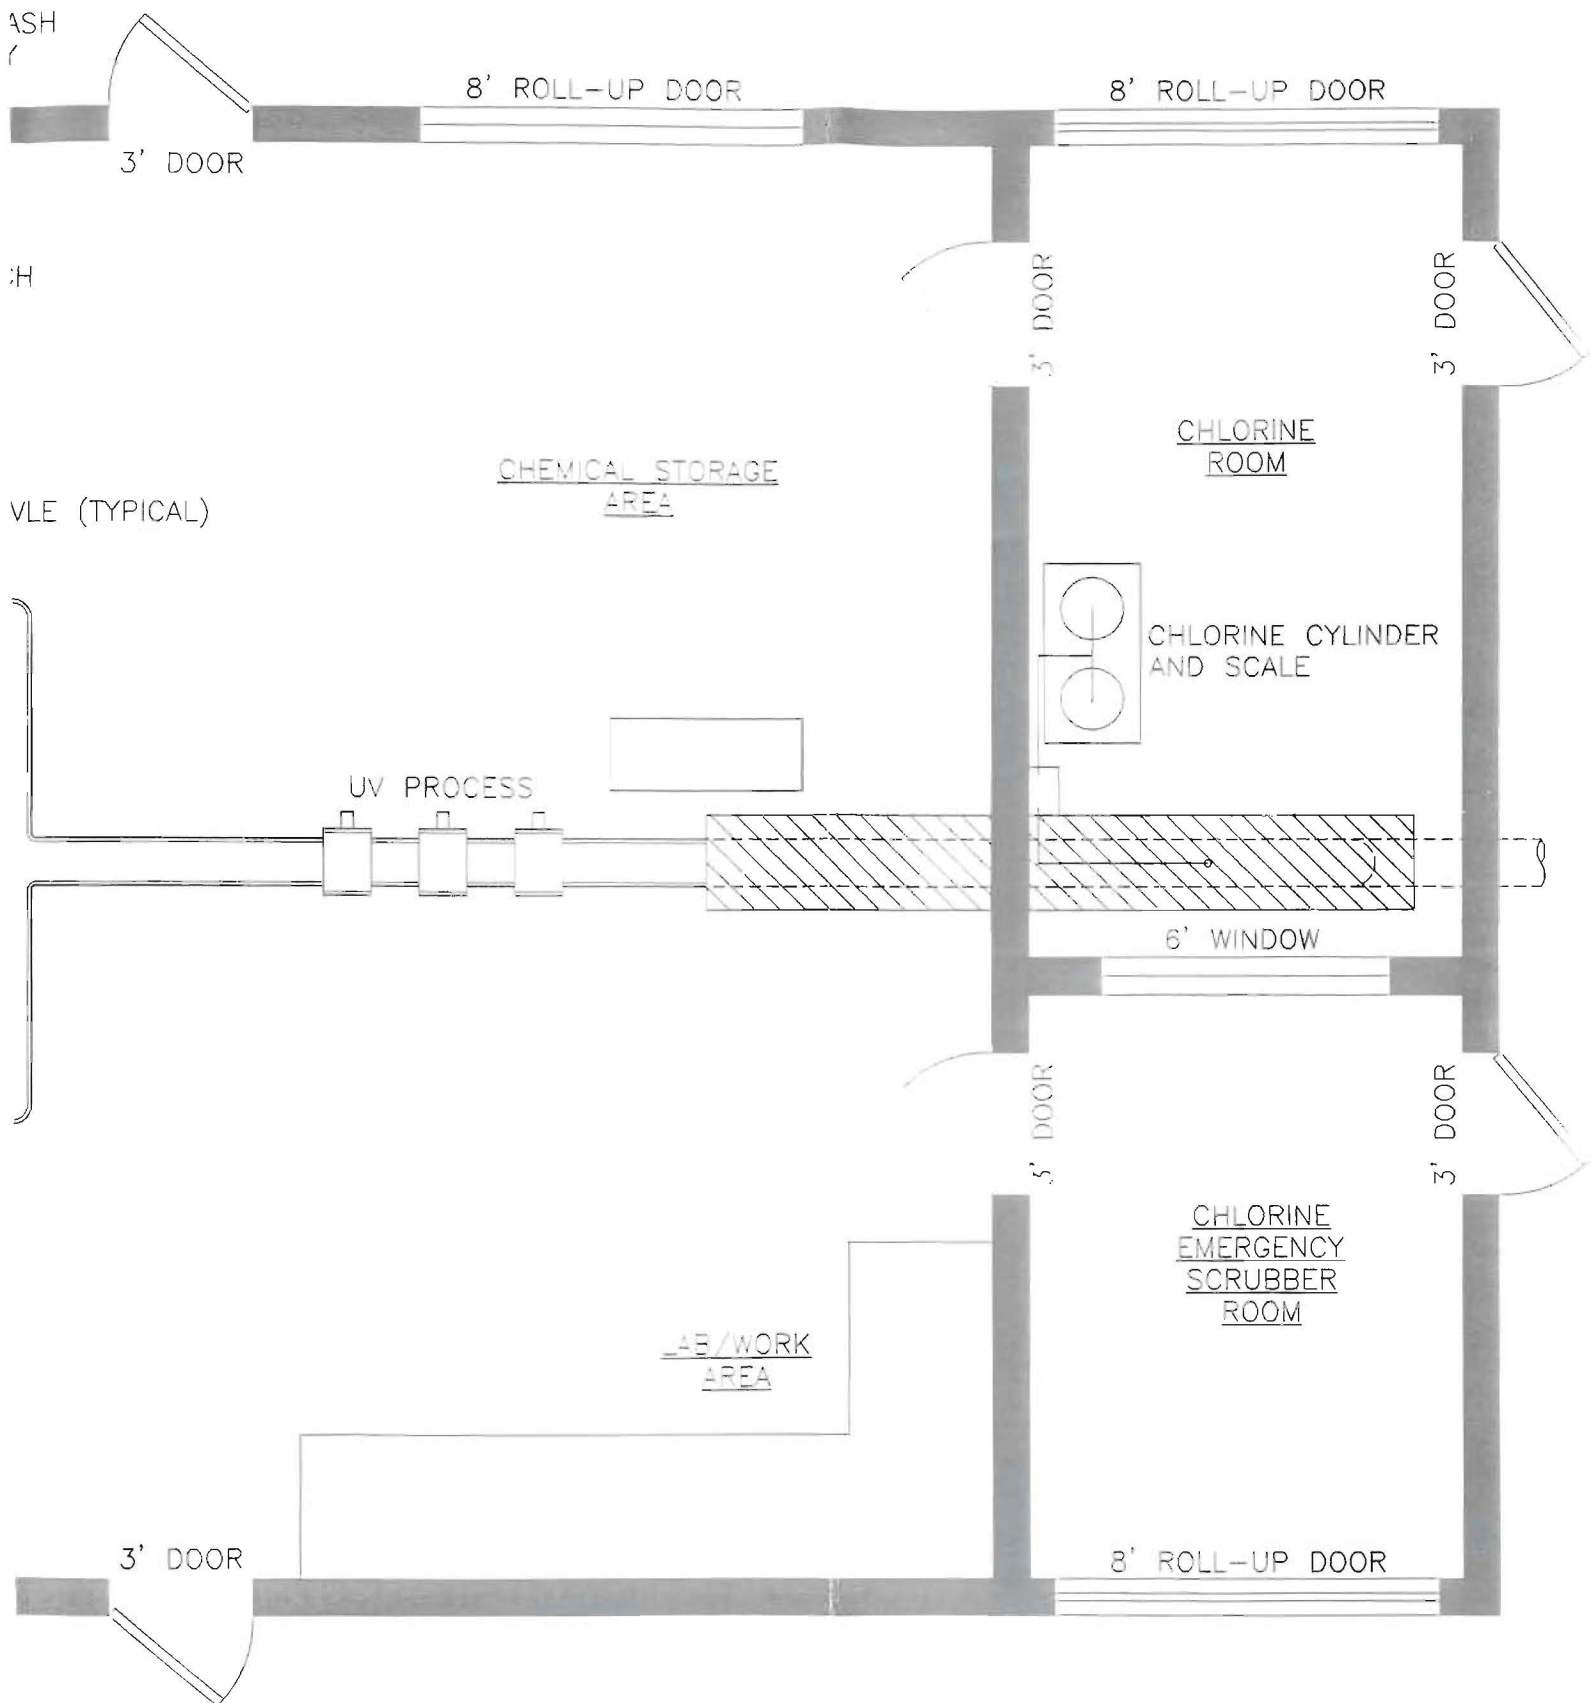 ASH
8' ROLL-UP DOOR
8' ROLL-UP DOOR
3' DOOR
3' DOOR
3' DOOR
CHLORINE
ROOM
CHEMICAL STORAGE
AREA
(TYPICAL)
CHLORINE CYLINDER
AND SCALE
UV PROCESS
6' WINDOW
3' DOOR
3' DOOR
CHLORINE
EMERGENCY
SCRUBBER
ROOM
LAB/WORK
AREA
3' DOOR
8' ROLL-UP DOOR